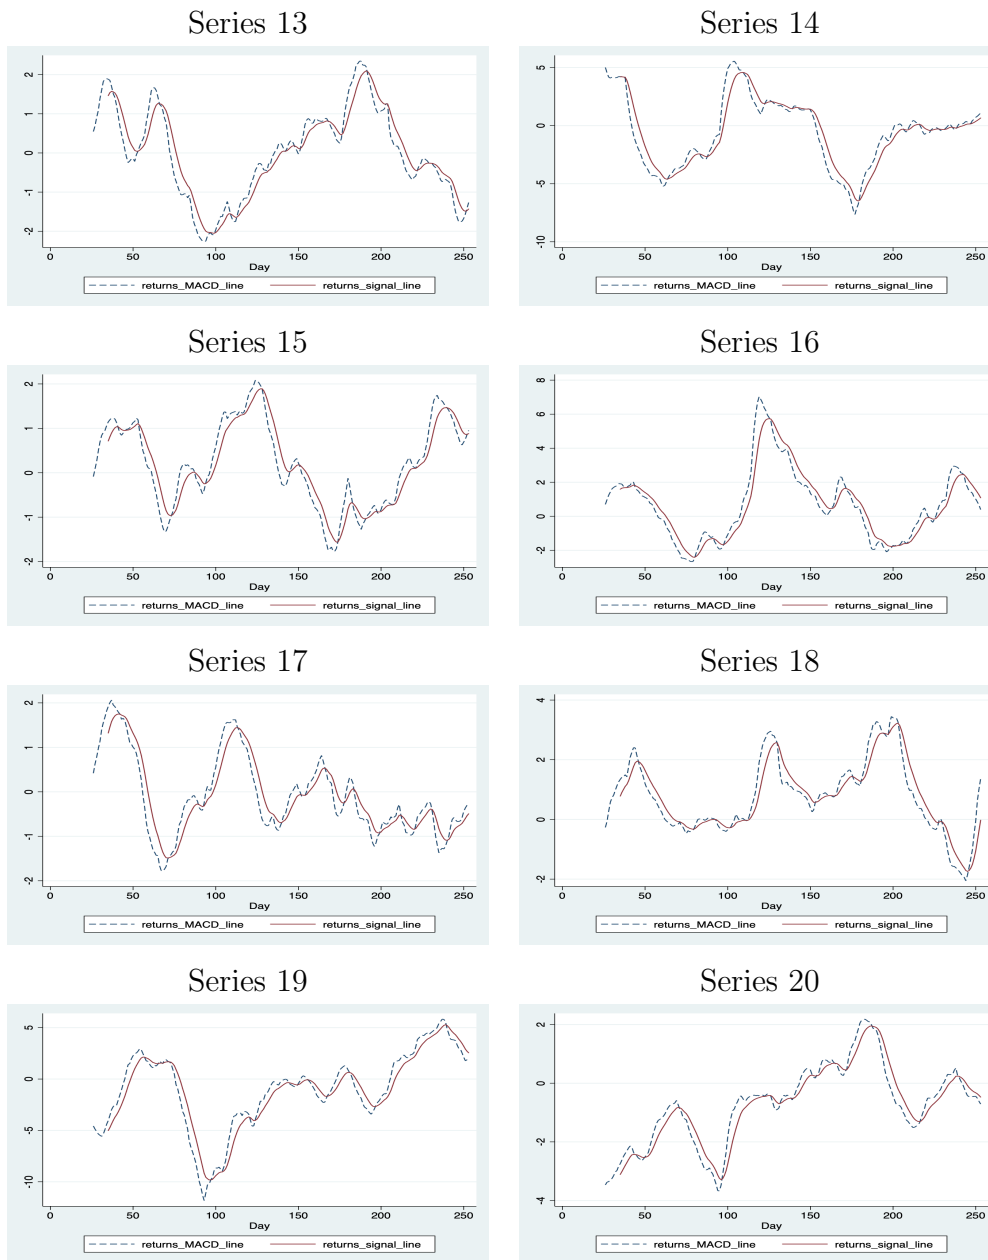 Series 13 Series 14
2 5
1 0
0 -5
-1 -10
-2
0 50 100 150 200 250 0 50 100 150 200 250
Day Day
returns_MACD_line returns_signal_line returns_MACD_line returns_signal_line
Series 15 Series 16
2 8
1 6
0 4
-1 2
-2 0
-2
0 50 100 150 200 250 0 50 100 150 200 250
Day Day
returns_MACD_line returns_signal_line returns_MACD_line returns_signal_line
Series 17 Series 18
2 4
1 2
0 0
-1 -2
-2
0 50 100 150 200 250 0 50 100 150 200 250
Day Day
returns_MACD_line returns_signal_line returns_MACD_line returns_signal_line
Series 19 Series 20
5 2
0 0
-5 -2
-10 -4
0 50 100 150 200 250 0 50 100 150 200 250
Day Day
returns_MACD_line returns_signal_line returns_MACD_line returns_signal_line